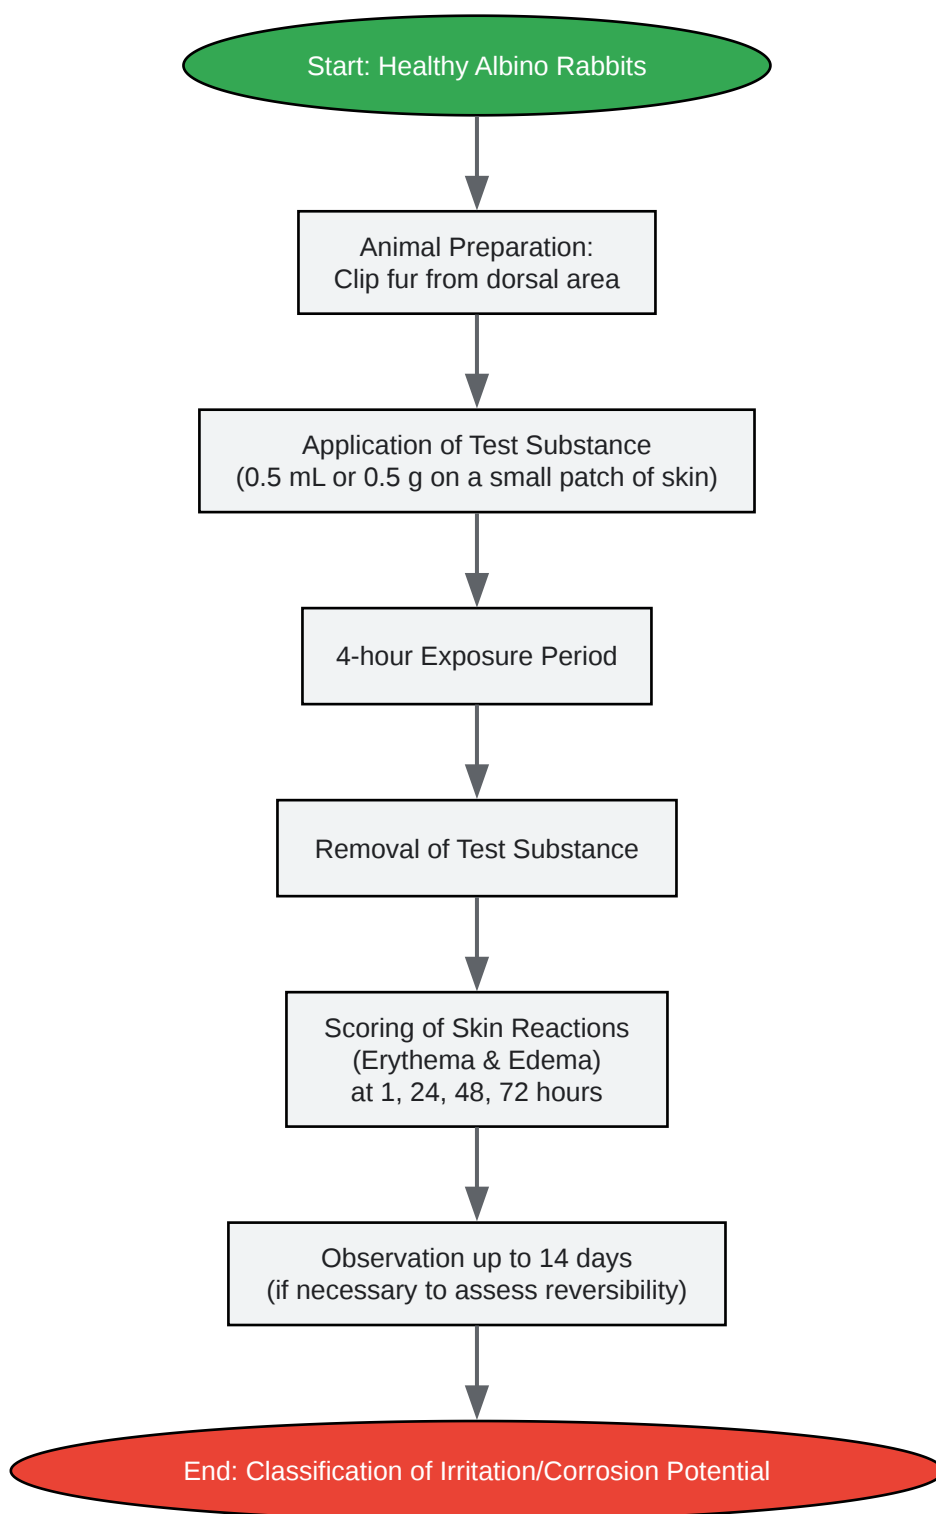 Start: Healthy Albino Rabbits
Animal Preparation:
Clip fur from dorsal area
Application of Test Substance
(0.5 mL or 0.5 g on a small patch of skin)
4-hour Exposure Period
Removal of Test Substance
Scoring of Skin Reactions
(Erythema & Edema)
at 1, 24, 48, 72 hours
Observation up to 14 days
(if necessary to assess reversibility)
End: Classification of Irritation/Corrosion Potential